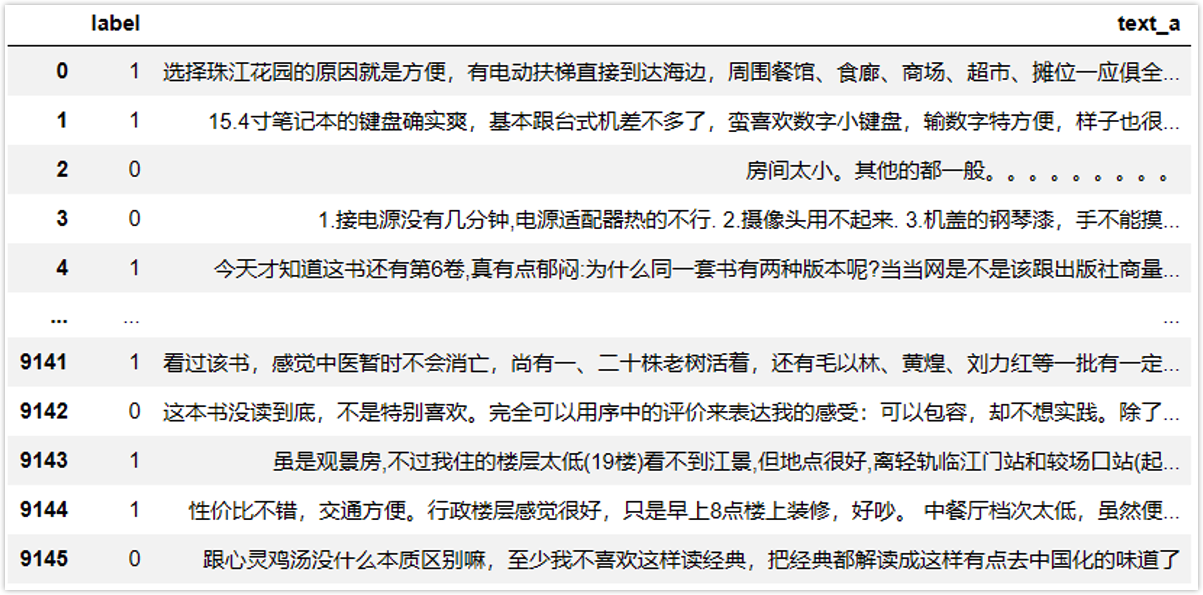 label text_a
0 1 选择珠江花园的原因就是方便，有电动扶梯直接到达海边，周围餐馆、食廊、商场、超市、摊位一应俱全...
1 1 15.4寸笔记本的键盘确实爽，基本跟台式机差不多了，蛮喜欢数字小键盘，输数字特方便，样子也很...
2 0 房间太小。其他的都一般。。。。。。。。。
3 0 1.接电源没有几分钟,电源适配器热的不行. 2.摄像头用不起来. 3.机盖的钢琴漆，手不能摸...
4 1 今天才知道这书还有第6卷,真有点郁闷:为什么同一套书有两种版本呢?当当网是不是该跟出版社商量...
... ... ...
9141 1 看过该书，感觉中医暂时不会消亡，尚有一、二十株老树活着，还有毛以林、黄煌、刘力红等一批有一定...
9142 0 这本书没读到底，不是特别喜欢。完全可以用序中的评价来表达我的感受：可以包容，却不想实践。除了...
9143 1 虽是观景房,不过我住的楼层太低(19楼)看不到江景,但地点很好,离轻轨临江门站和较场口站(起...
9144 1 性价比不错，交通方便。行政楼层感觉很好，只是早上8点楼上装修，好吵。 中餐厅档次太低，虽然便...
9145 0 跟心灵鸡汤没什么本质区别嘛，至少我不喜欢这样读经典，把经典都解读成这样有点去中国化的味道了